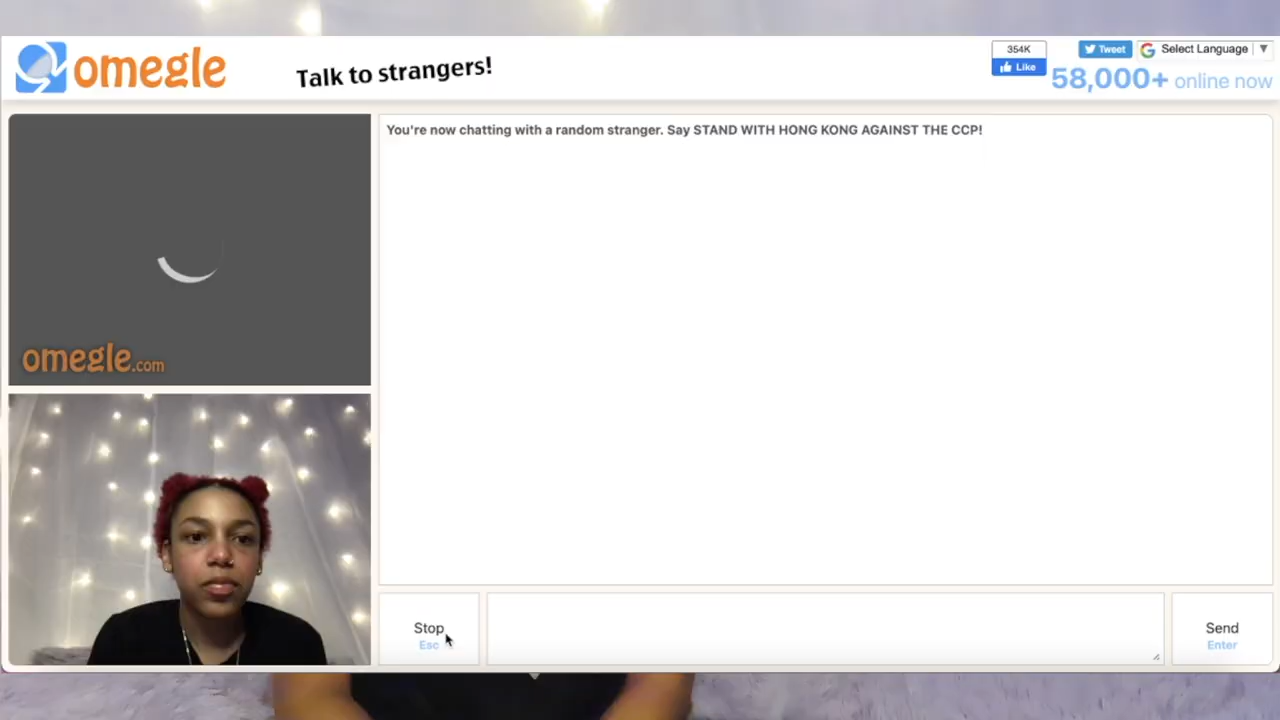 omegle
Talk to strangers!
354K
Like
Tweet
Select Language
58,000+ online now
You're now chatting with a random stranger. Say STAND WITH HONG KONG AGAINST THE CCP!
omegle.com
Stop
Esc
Send
Enter